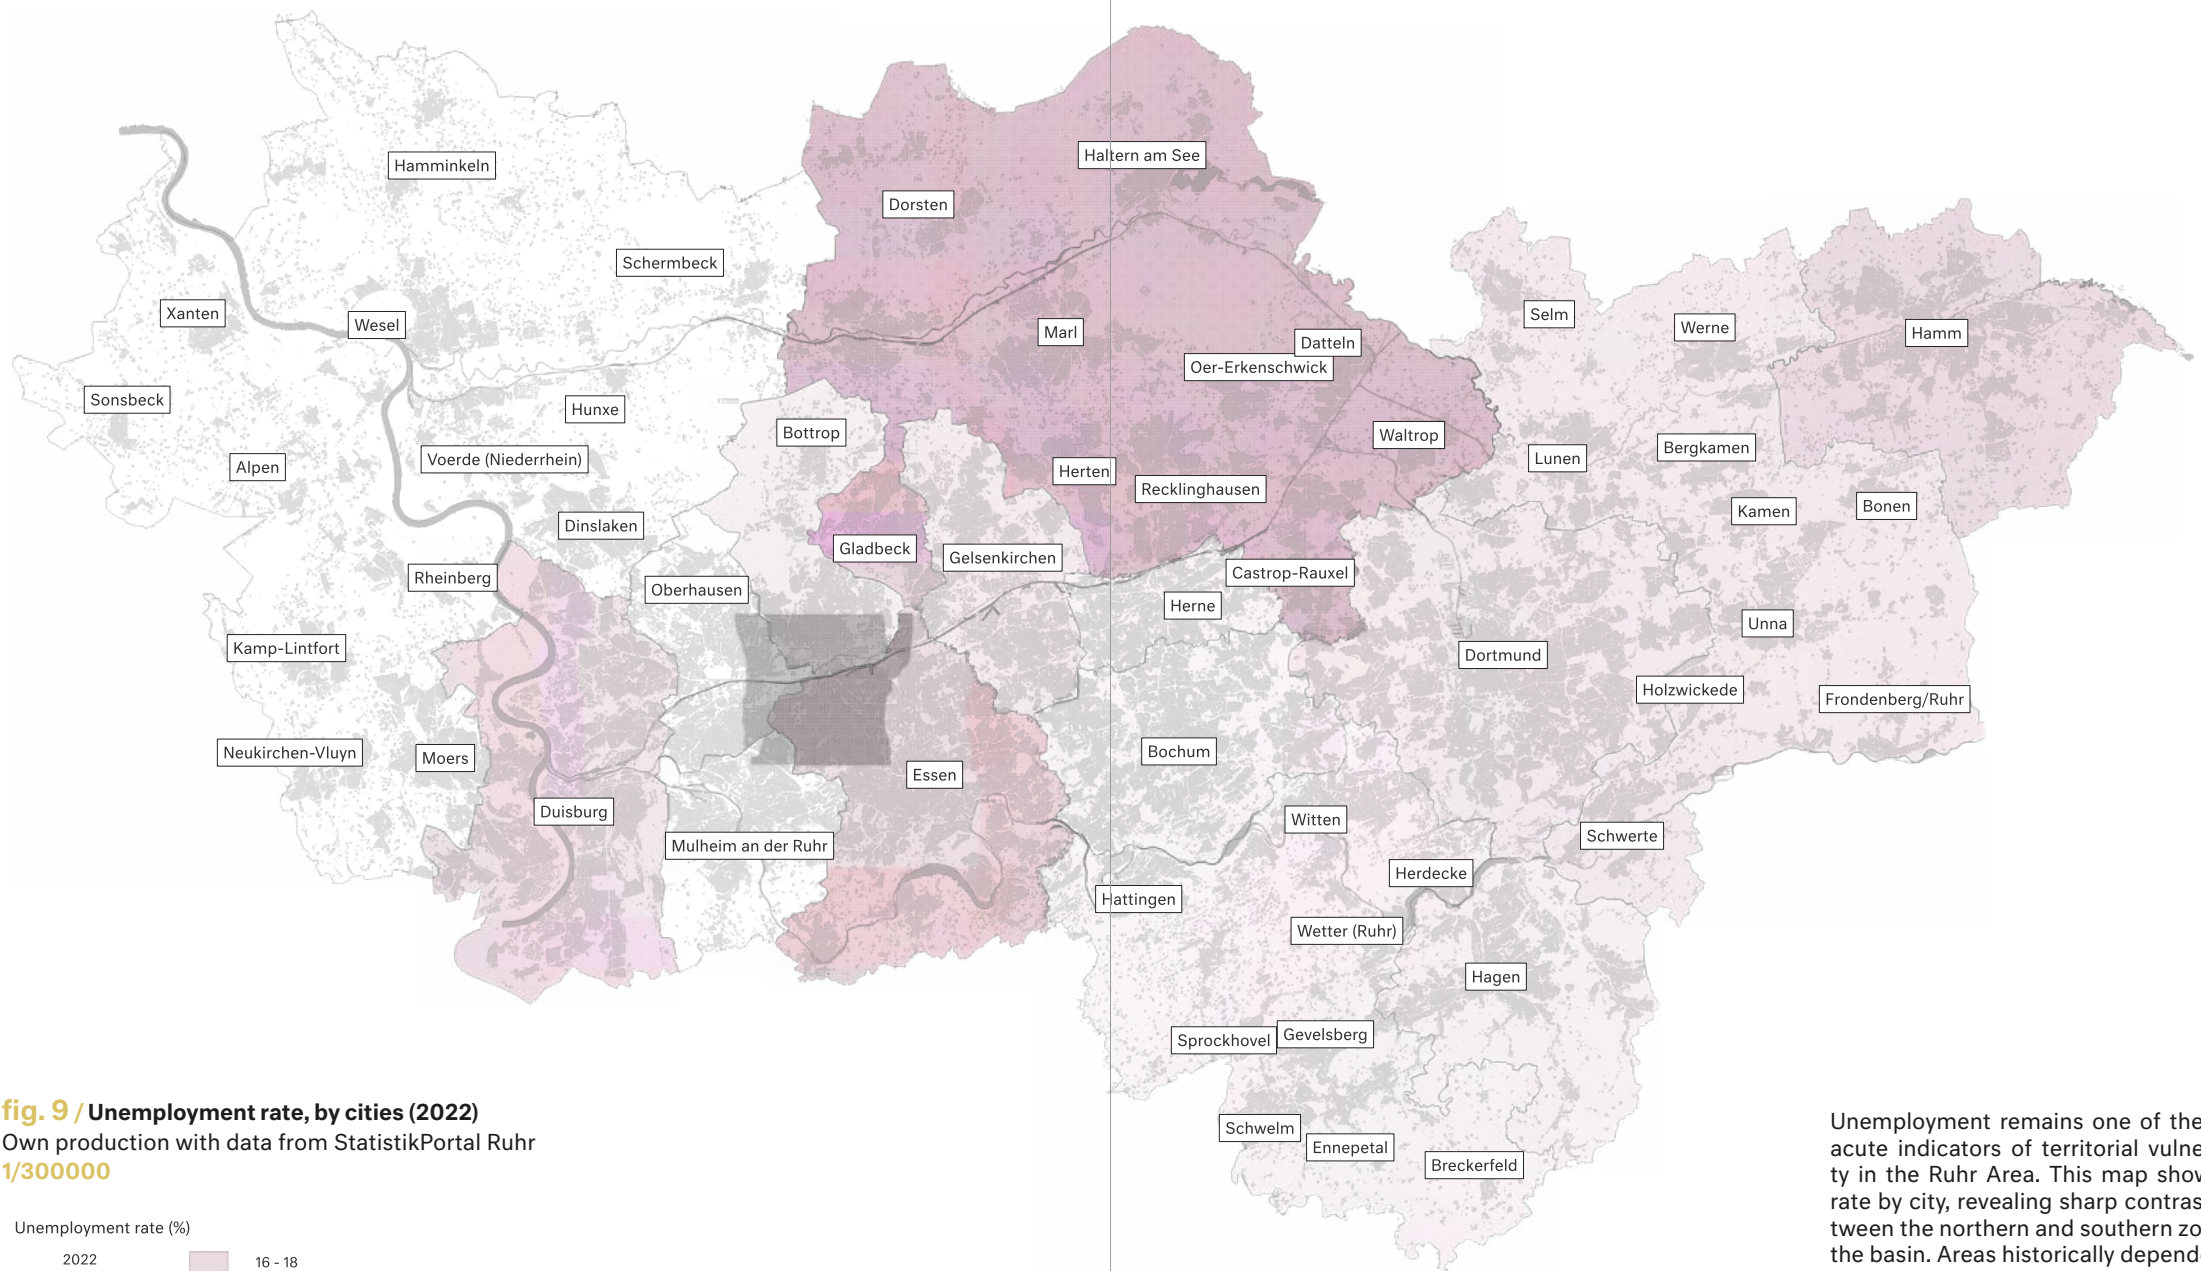 Hamminkeln
Haltern am See
Dorsten
Schermbeck
Xanten
Wesel
Selm
Werne
Hamm
Marl
Datteln
Oer-Erkenschwick
Sonsbeck
Hunxe
Bottrop
Waltrop
Voerde (Niederrhein)
Alpen
Lunen
Bergkamen
Herten
Recklinghausen
Kamen
Bonen
Dinslaken
Gladbeck
Gelsenkirchen
Rheinberg
Oberhausen
Castrop-Rauxel
Herne
Unna
Kamp-Lintfort
Dortmund
Holzwickede
Frondenberg/Ruhr
Neukirchen-Vluyn
Moers
Bochum
Essen
Duisburg
Witten
Mulheim an der Ruhr
Schwerte
Herdecke
Hattingen
Wetter (Ruhr)
Hagen
Sprockhovel
Gevelsberg
Schwelm
Ennepetal
Breckerfeld
fig. 9 / Unemployment rate, by cities (2022)
Own production with data from StatistikPortal Ruhr
1/300000
Unemployment rate (%)
2022
16 - 18
Unemployment remains one of the
acute indicators of territorial vulne
ty in the Ruhr Area. This map show
rate by city, revealing sharp contras
tween the northern and southern zo
the basin. Areas historically depend